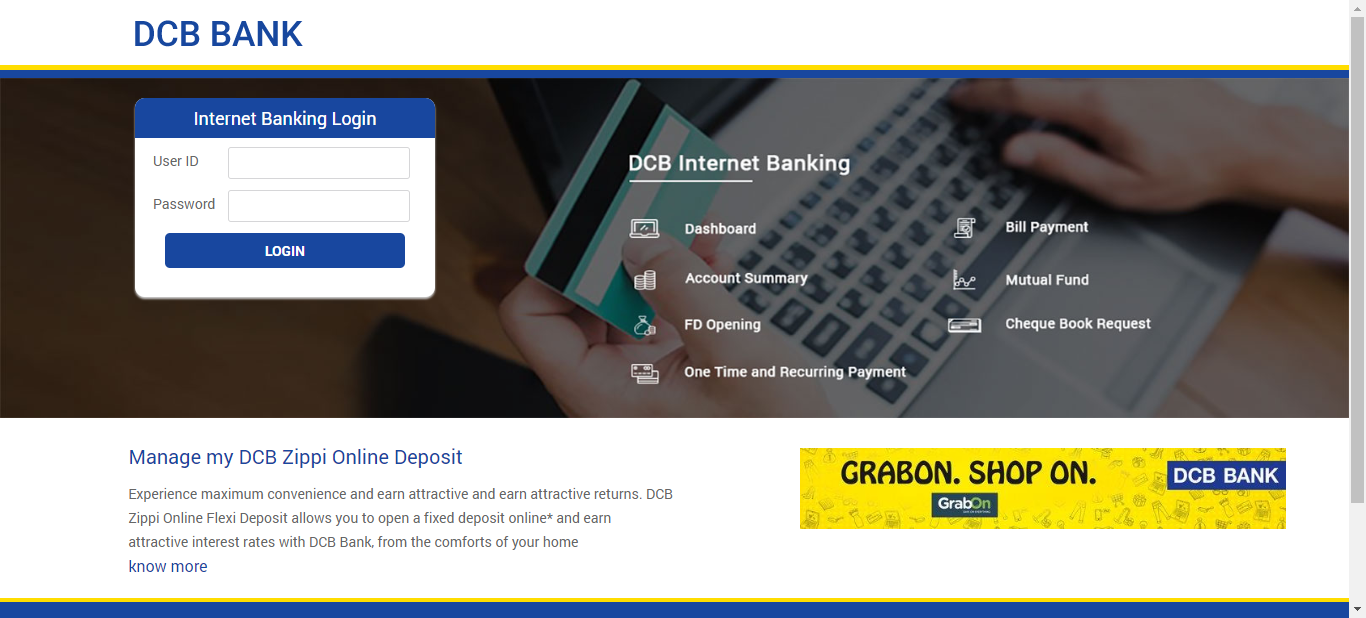 DCB BANK
Internet Banking Login
User ID
Password
LOGIN
DCB Internet Banking
Dashboard
Bill Payment
Account Summary
Mutual Fund
FD Opening
Cheque Book Request
One Time and Recurring Payment
Manage my DCB Zippi Online Deposit
Experience maximum convenience and earn attractive and earn attractive returns. DCB
Zippi Online Flexi Deposit allows you to open a fixed deposit online* and earn
attractive interest rates with DCB Bank, from the comforts of your home
know more
GRABON. SHOP ON.
GrabOn
DCB BANK